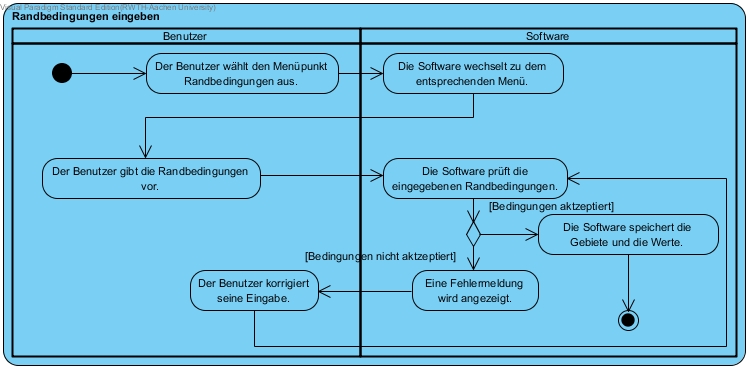 Visual Paradigm Standard Edition(RWTH-Aachen University)
Randbedingungen eingeben
Benutzer
Software
Der Benutzer wählt den Menüpunkt
Randbedingungen aus.
Die Software wechselt zu dem
entsprechenden Menü.
Der Benutzer gibt die Randbedingungen
vor.
Die Software prüft die
eingegebenen Randbedingungen.
[Bedingungen aktzeptiert]
Die Software speichert die
Gebiete und die Werte.
[Bedingungen nicht aktzeptiert]
Der Benutzer korrigiert
seine Eingabe.
Eine Fehlermeldung
wird angezeigt.